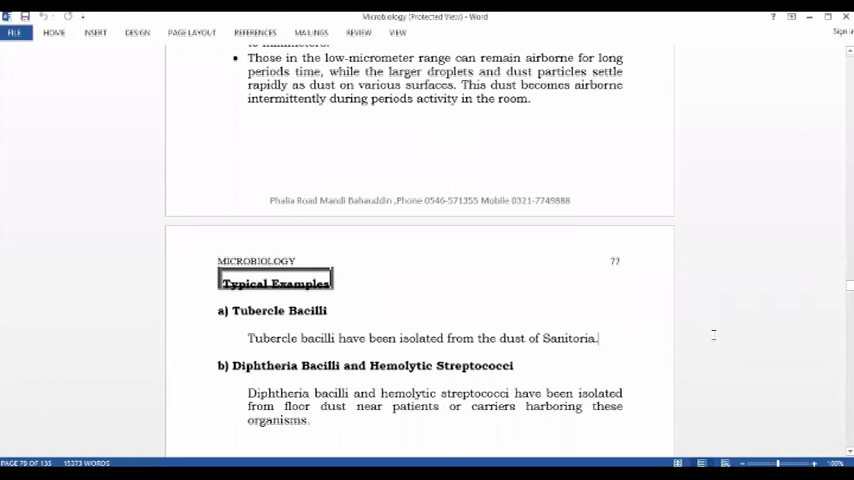 Microbiology (Protected View) - Word
Sign in
FILE HOME INSERT DESIGN PAGE LAYOUT REFERENCES MAILINGS REVIEW VIEW
to millimeters.
• Those in the low-micrometer range can remain airborne for long
periods time, while the larger droplets and dust particles settle
rapidly as dust on various surfaces. This dust becomes airborne
intermittently during periods activity in the room.
Phalia Road Mandi Bahauddin ,Phone 0546-571355 Mobile 0321-7749888
MICROBIOLOGY 77
Typical Examples
a) Tubercle Bacilli
Tubercle bacilli have been isolated from the dust of Sanitoria.
b) Diphtheria Bacilli and Hemolytic Streptococci
Diphtheria bacilli and hemolytic streptococci have been isolated
from floor dust near patients or carriers harboring these
organisms.
PAGE 79 OF 135 15373 WORDS 100%